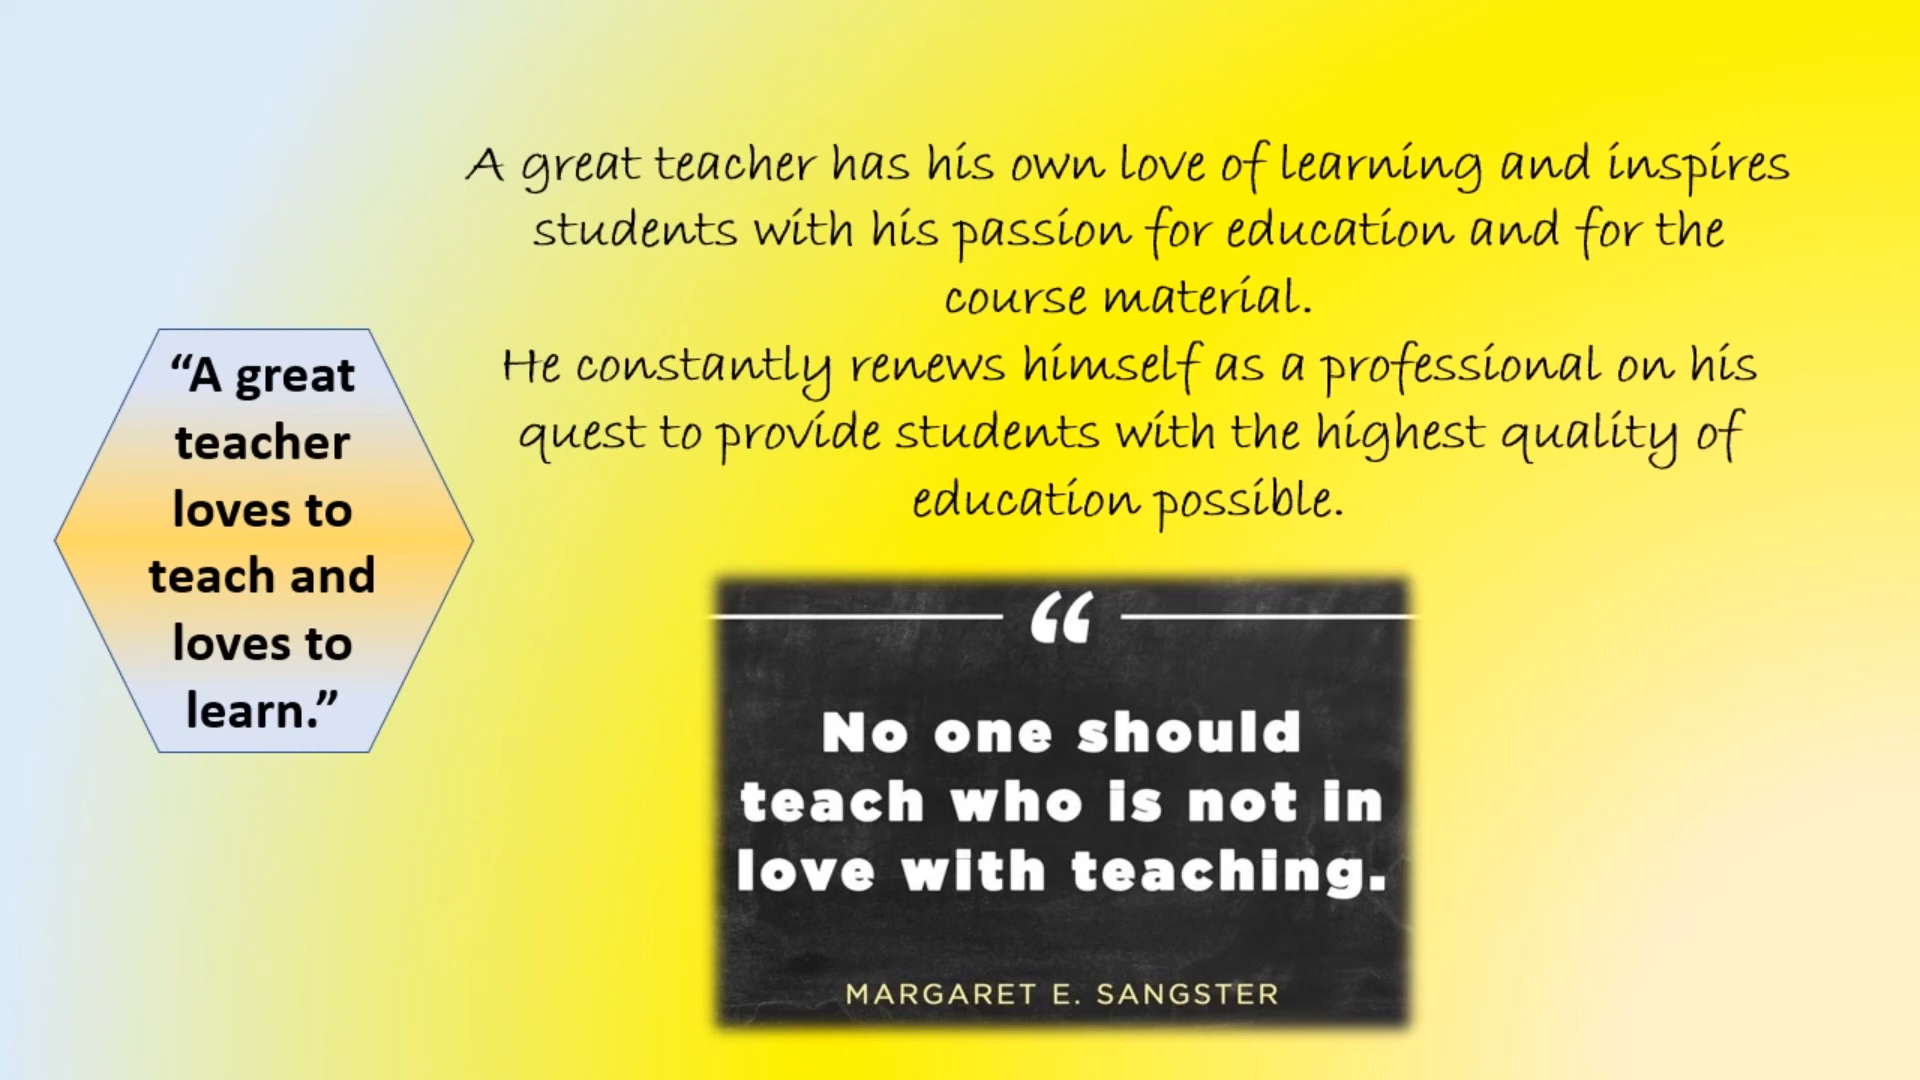 A great teacher has his own love of learning and inspires
students with his passion for education and for the
course material.
He constantly renews himself as a professional on his
quest to provide students with the highest quality of
education possible.
“A great
teacher
loves to
teach and
loves to
learn.”
“
No one should
teach who is not in
love with teaching.
MARGARET E. SANGSTER